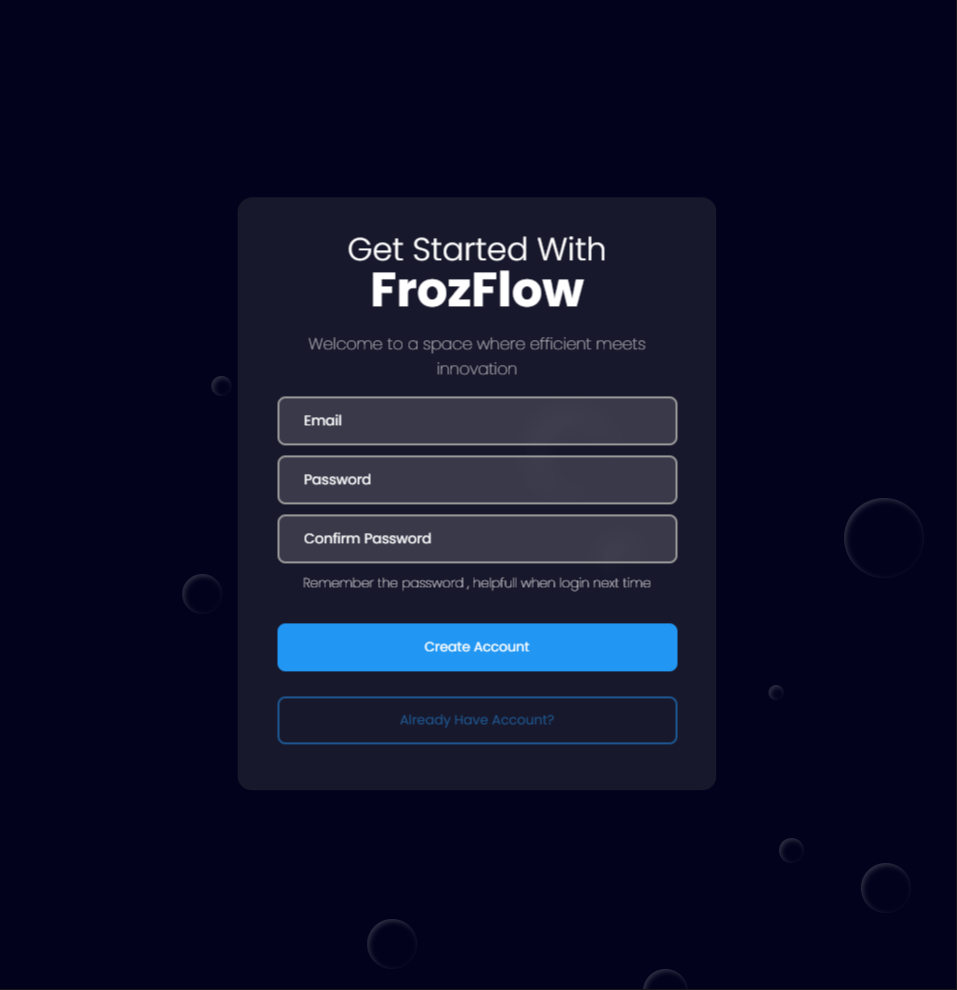 Get Started With
FrozFlow
Welcome to a space where efficient meets
innovation
Email
Password
Confirm Password
Remember the password , helpfull when login next time
Create Account
Already Have Account?